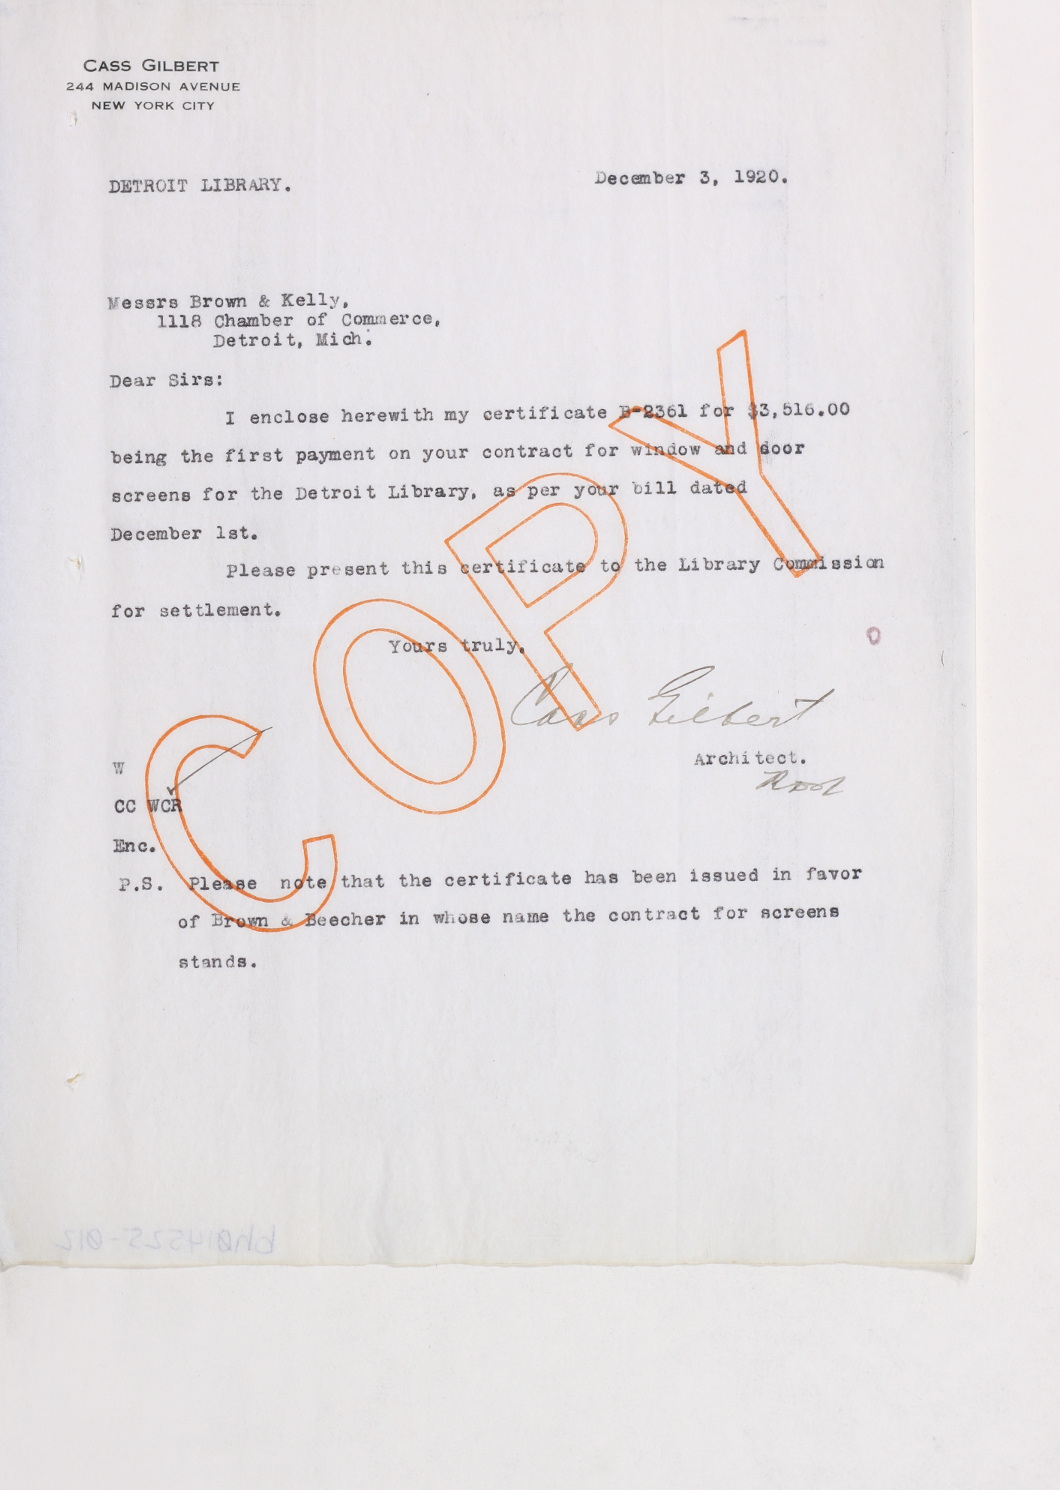 CASS GILBERT
244 MADISON AVENUE
NEW YORK CITY
DETROIT LIBRARY.
December 3, 1920.
Messrs Brown & Kelly,
1118 Chamber of Commerce,
Detroit, Mich.
Dear Sirs:
I enclose herewith my certificate B-2361 for $3,516.00
being the first payment on your contract for window and door
screens for the Detroit Library, as per your bill dated
December 1st.
Please present this certificate to the Library Commission
for settlement.
Yours truly,
Cass Gilbert
Architect.
W
CC WCR
Enc.
P.S. Please note that the certificate has been issued in favor
of Brown & Beecher in whose name the contract for screens
stands.
COPY
bh014525-012